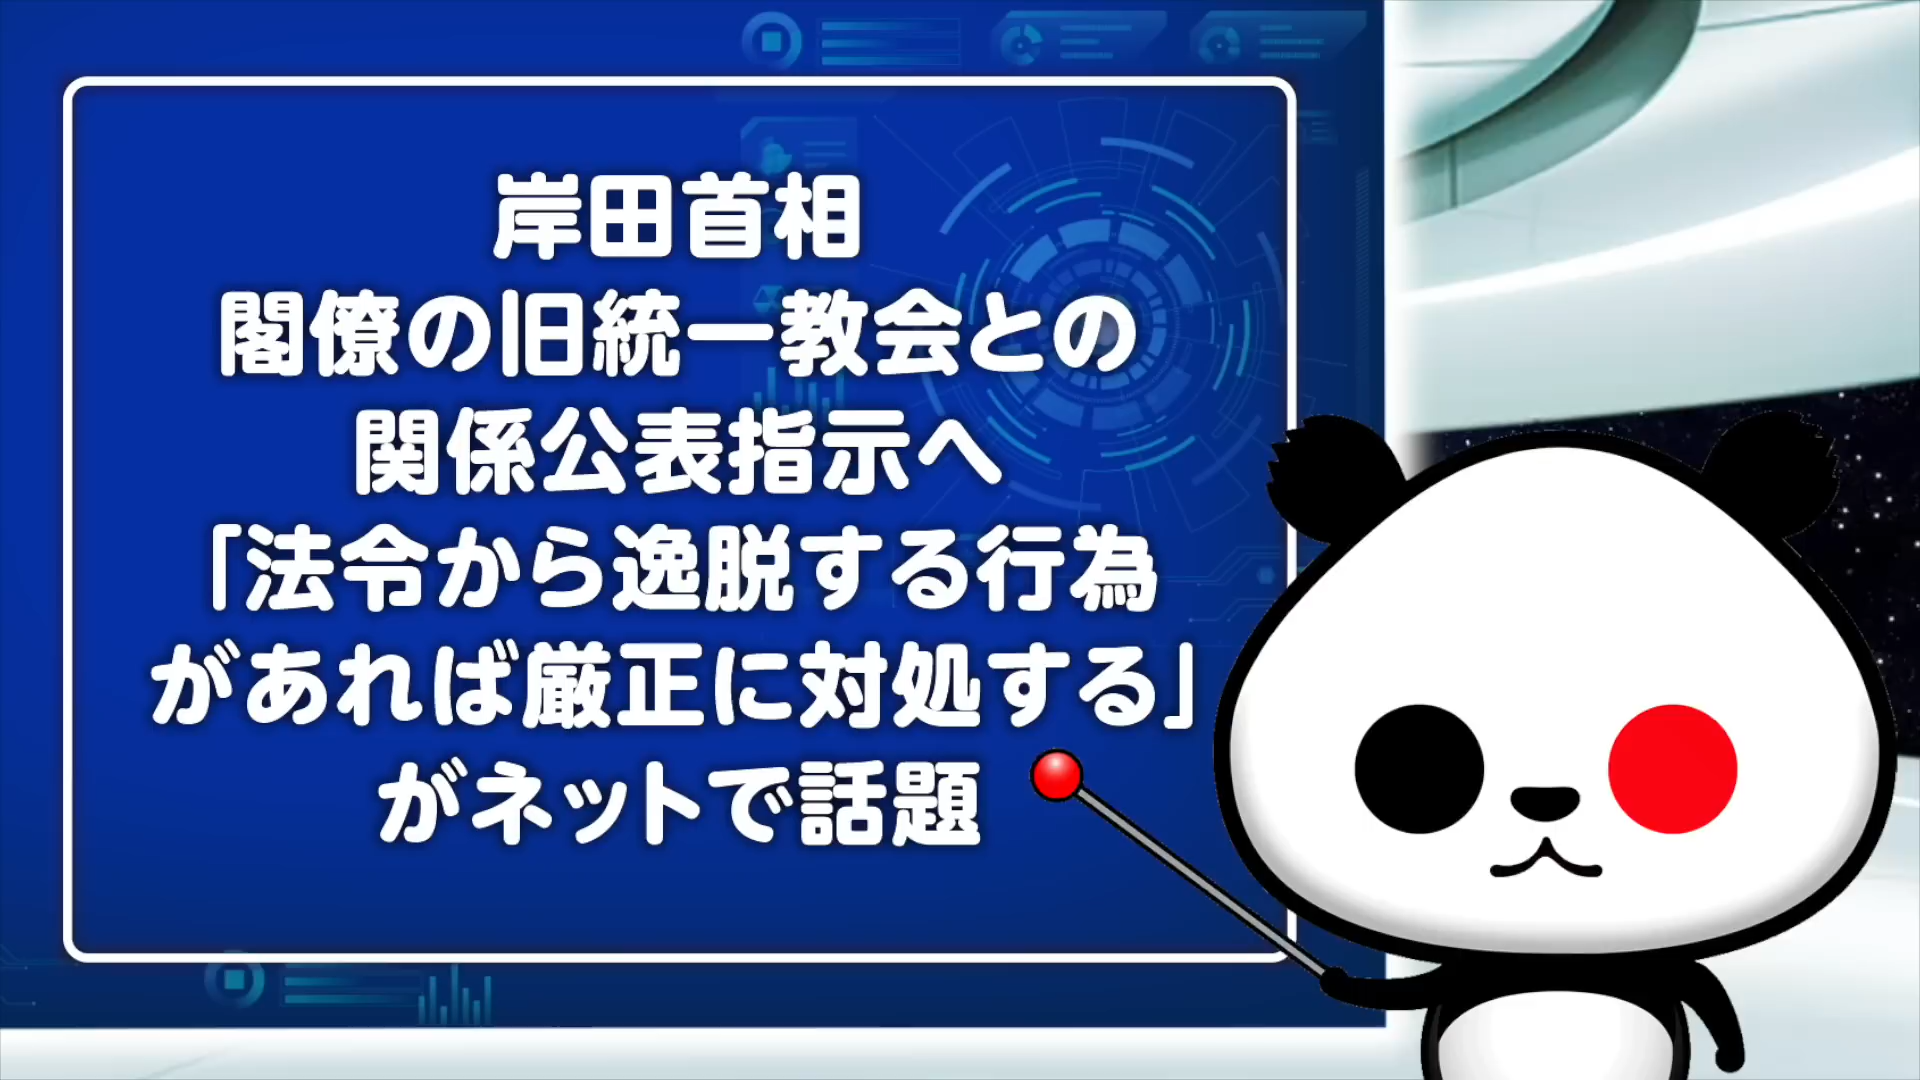 岸田首相
閣僚の旧統一教会との
関係公表指示へ
「法令から逸脱する行為
があれば厳正に対処する」
がネットで話題